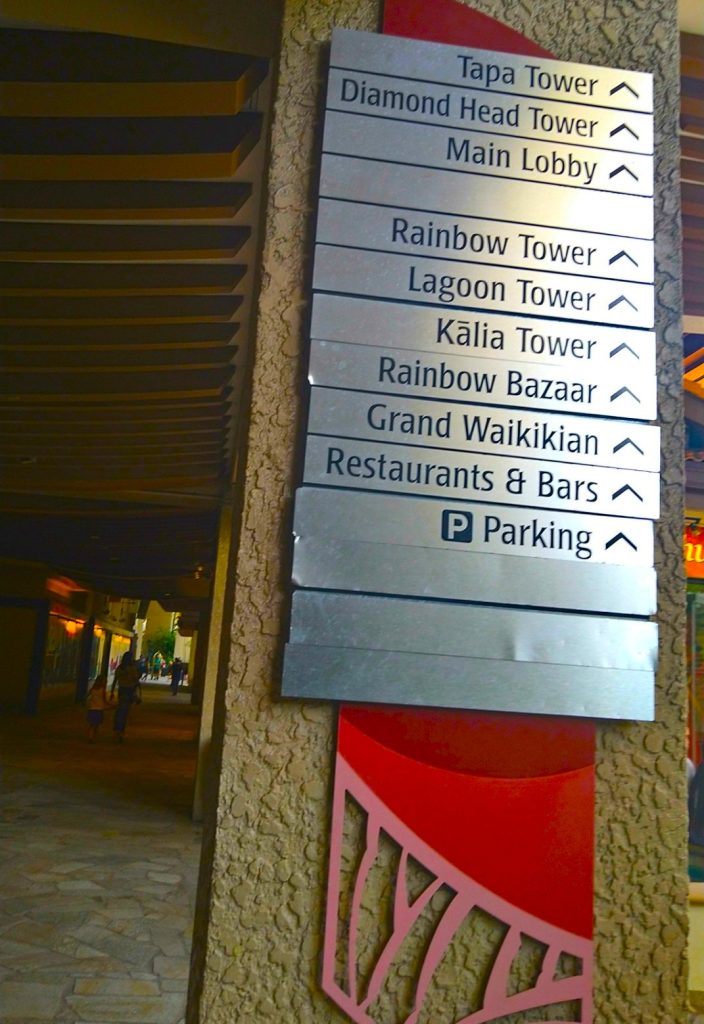 Tapa Tower
Diamond Head Tower
Main Lobby
Rainbow Tower
Lagoon Tower
Kālia Tower
Rainbow Bazaar
Grand Waikikian
Restaurants & Bars
P Parking